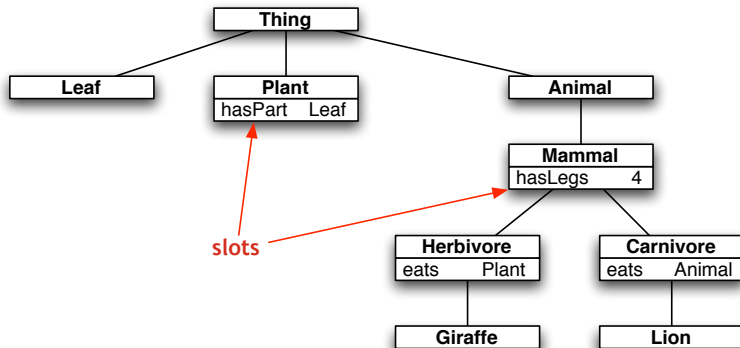 Thing
Leaf
Plant
Animal
hasPart Leaf
Mammal
hasLegs 4
slots
Herbivore
Carnivore
eats Plant
eats Animal
Giraffe
Lion